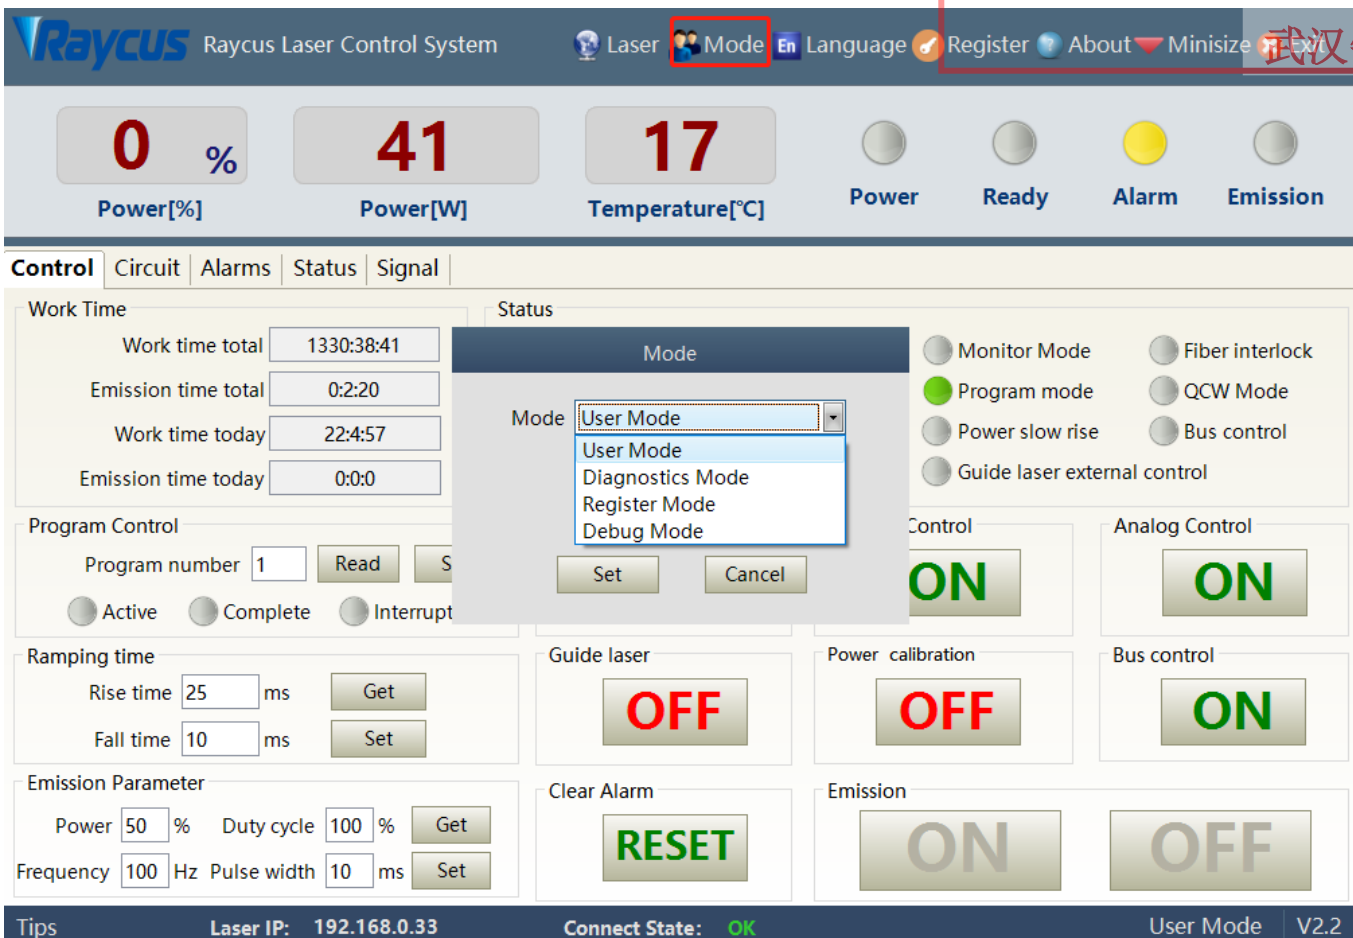 Raycus Raycus Laser Control System Laser Mode En Language Register About Minisize Exit
武汉
0 % 41 17
Power[%] Power[W] Temperature[℃] Power Ready Alarm Emission
Control Circuit Alarms Status Signal
Work Time Status
Work time total 1330:38:41
Emission time total 0:2:20
Work time today 22:4:57
Emission time today 0:0:0
Mode
Mode User Mode
User Mode
Diagnostics Mode
Register Mode
Debug Mode
Set Cancel
Monitor Mode Fiber interlock
Program mode QCW Mode
Power slow rise Bus control
Guide laser external control
Program Control
Program number 1 Read S
Active Complete Interrupt
Control
ON
Analog Control
ON
Ramping time
Rise time 25 ms Get
Fall time 10 ms Set
Guide laser
OFF
Power calibration
OFF
Bus control
ON
Emission Parameter
Power 50 % Duty cycle 100 % Get
Frequency 100 Hz Pulse width 10 ms Set
Clear Alarm
RESET
Emission
ON OFF
Tips Laser IP: 192.168.0.33 Connect State: OK User Mode V2.2